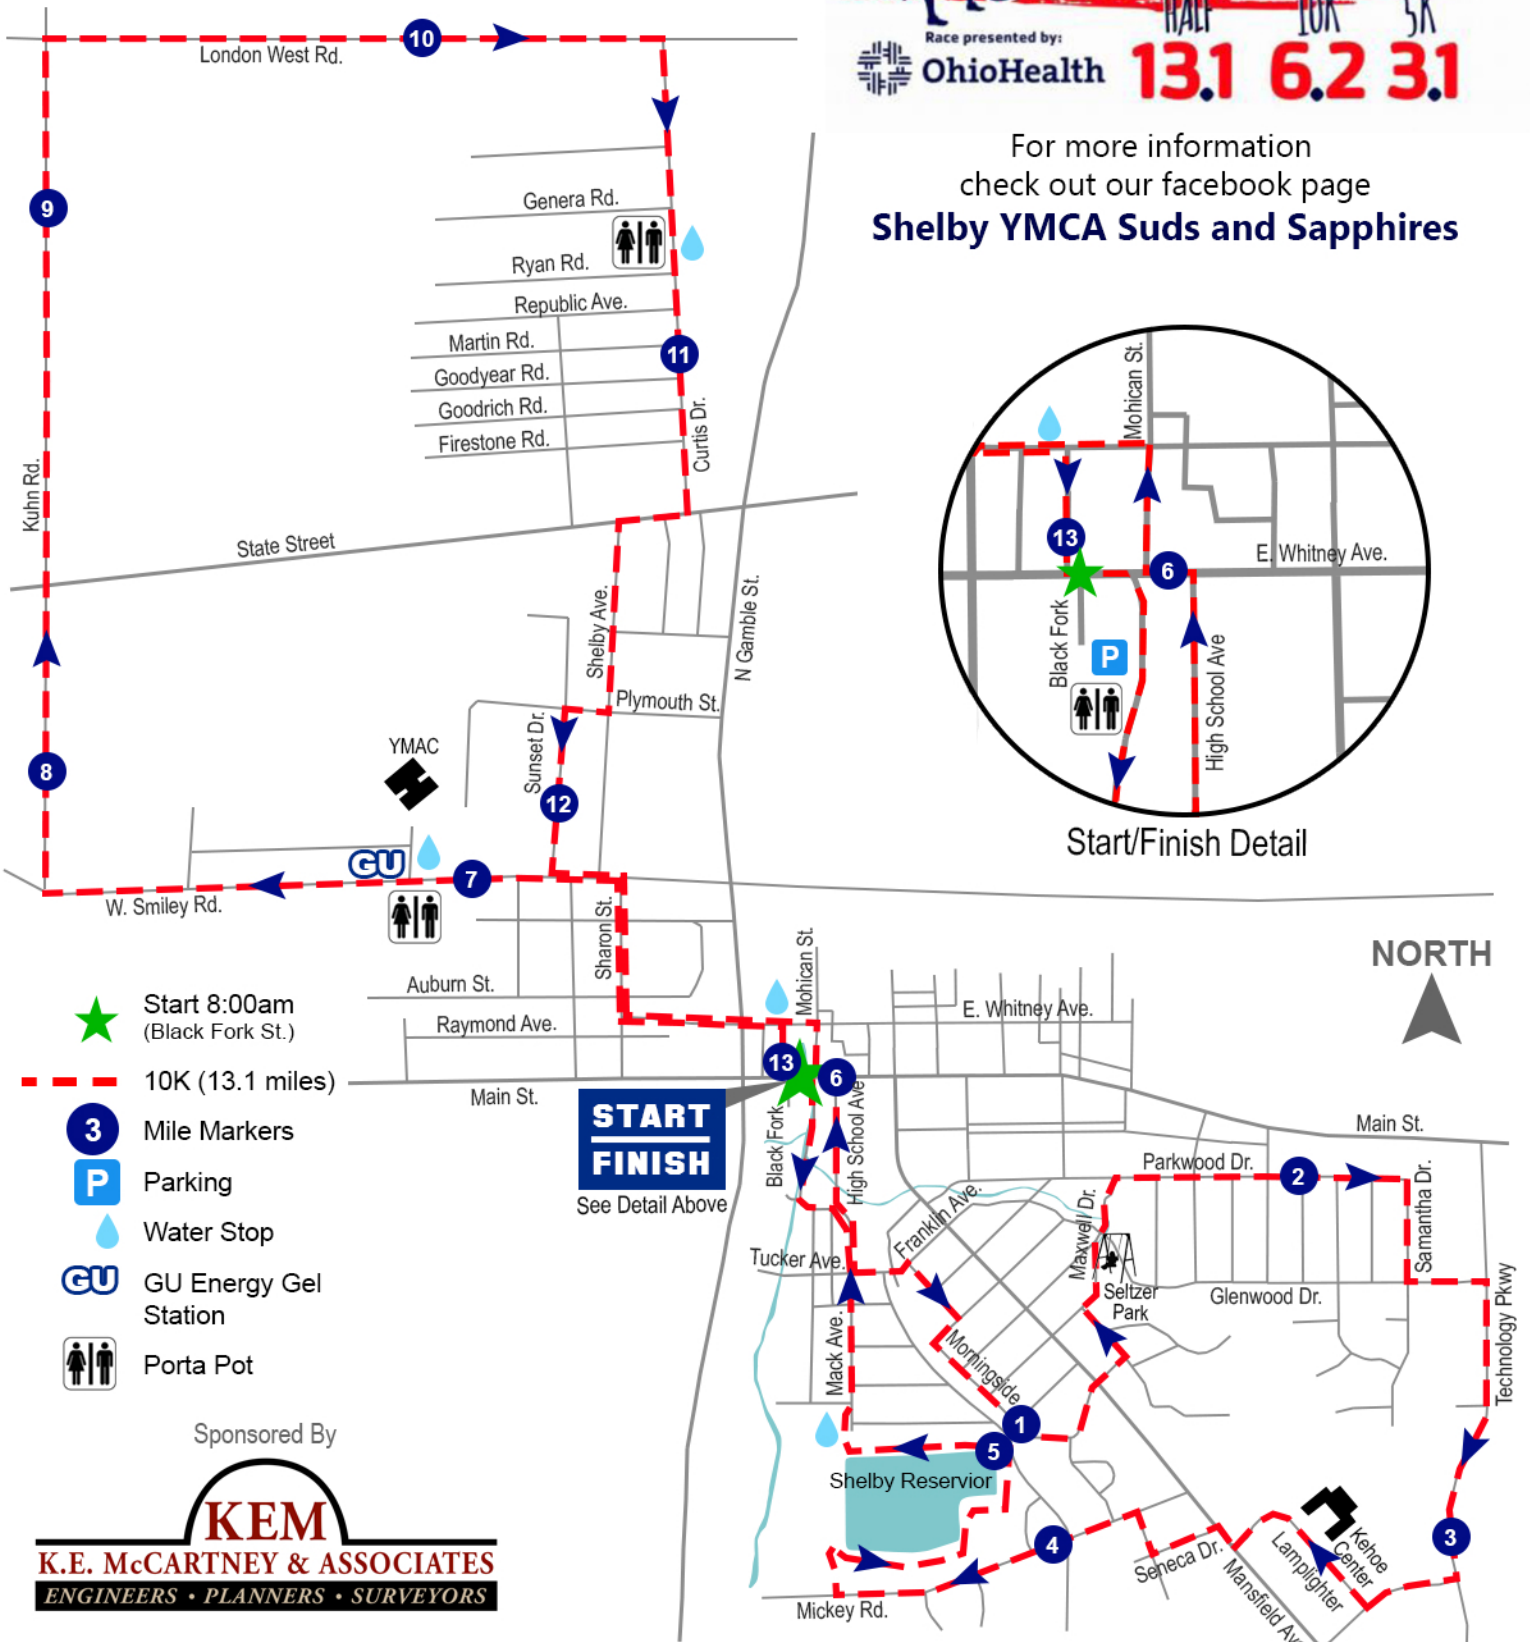 HALF 10K 5K
Race presented by:
OhioHealth
13.1 6.2 3.1
For more information
check out our facebook page
Shelby YMCA Suds and Sapphires
10
London West Rd.
9
Genera Rd.
Ryan Rd.
Republic Ave.
Martin Rd.
11
Goodyear Rd.
Goodrich Rd.
Firestone Rd.
Curtis Dr.
Kuhn Rd.
State Street
Shelby Ave.
N Gamble St.
Plymouth St.
Sunset Dr.
YMAC
8
12
GU
7
W. Smiley Rd.
Sharon St.
Mohican St.
13
6
E. Whitney Ave.
Black Fork
P
High School Ave
Start/Finish Detail
NORTH
Auburn St.
Raymond Ave.
Main St.
Mohican St.
E. Whitney Ave.
13
6
START
FINISH
See Detail Above
Black Fork
High School Ave
Main St.
Parkwood Dr.
2
Samantha Dr.
Franklin Ave.
Maxwell Dr.
Tucker Ave.
Seltzer
Park
Glenwood Dr.
Technology Pkwy
Mack Ave.
Morningside
1
5
Shelby Reservior
3
4
Seneca Dr.
Kehoe
Center
Lamplighter
Mansfield Av
Mickey Rd.
Start 8:00am
(Black Fork St.)
10K (13.1 miles)
3
Mile Markers
P
Parking
Water Stop
GU
GU Energy Gel
Station
Porta Pot
Sponsored By
KEM
K.E. McCARTNEY & ASSOCIATES
ENGINEERS • PLANNERS • SURVEYORS